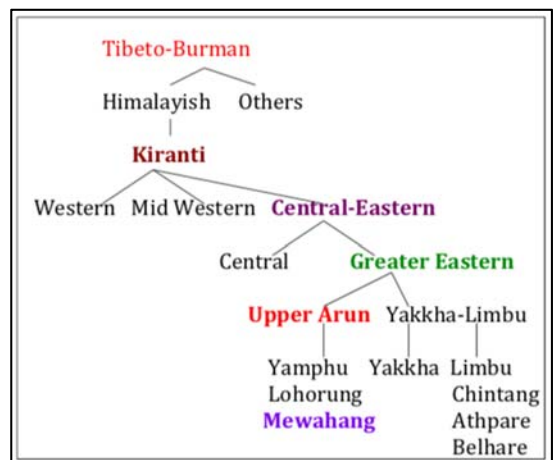 Tibeto-Burman
Himalayish Others
Kiranti
Western Mid Western Central-Eastern
Central Greater Eastern
Upper Arun Yakkha-Limbu
Yamphu Yakkha Limbu
Lohorung Chintang
Mewahang Athpare
Belhare